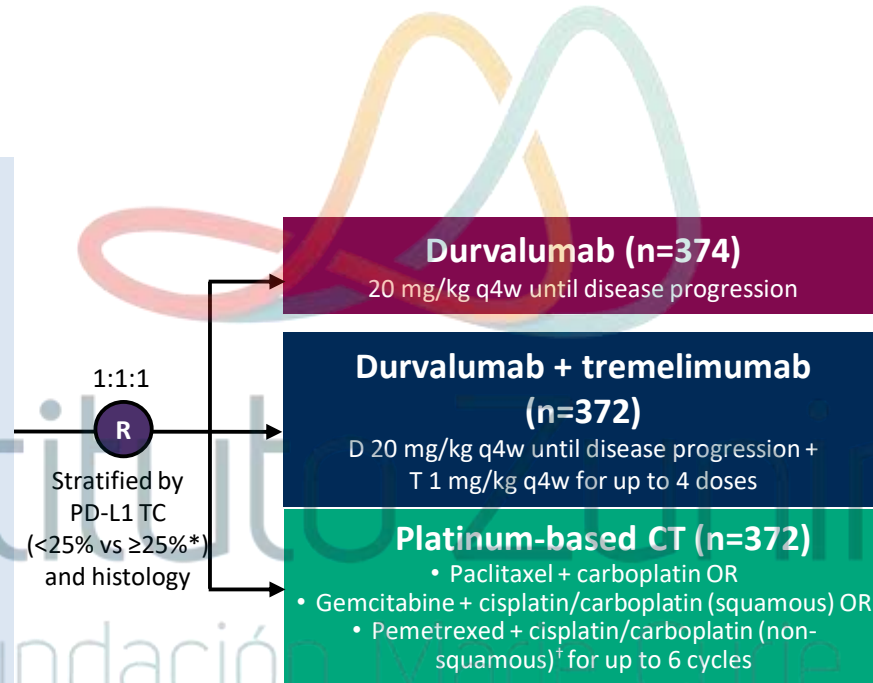 1:1:1
R
Stratified by
PD-L1 TC
(<25% vs ≥25%*)
and histology
Durvalumab (n=374)
20 mg/kg q4w until disease progression
Durvalumab + tremelimumab
(n=372)
D 20 mg/kg q4w until disease progression +
T 1 mg/kg q4w for up to 4 doses
Platinum-based CT (n=372)
• Paclitaxel + carboplatin OR
• Gemcitabine + cisplatin/carboplatin (squamous) OR
• Pemetrexed + cisplatin/carboplatin (non-
squamous)† for up to 6 cycles